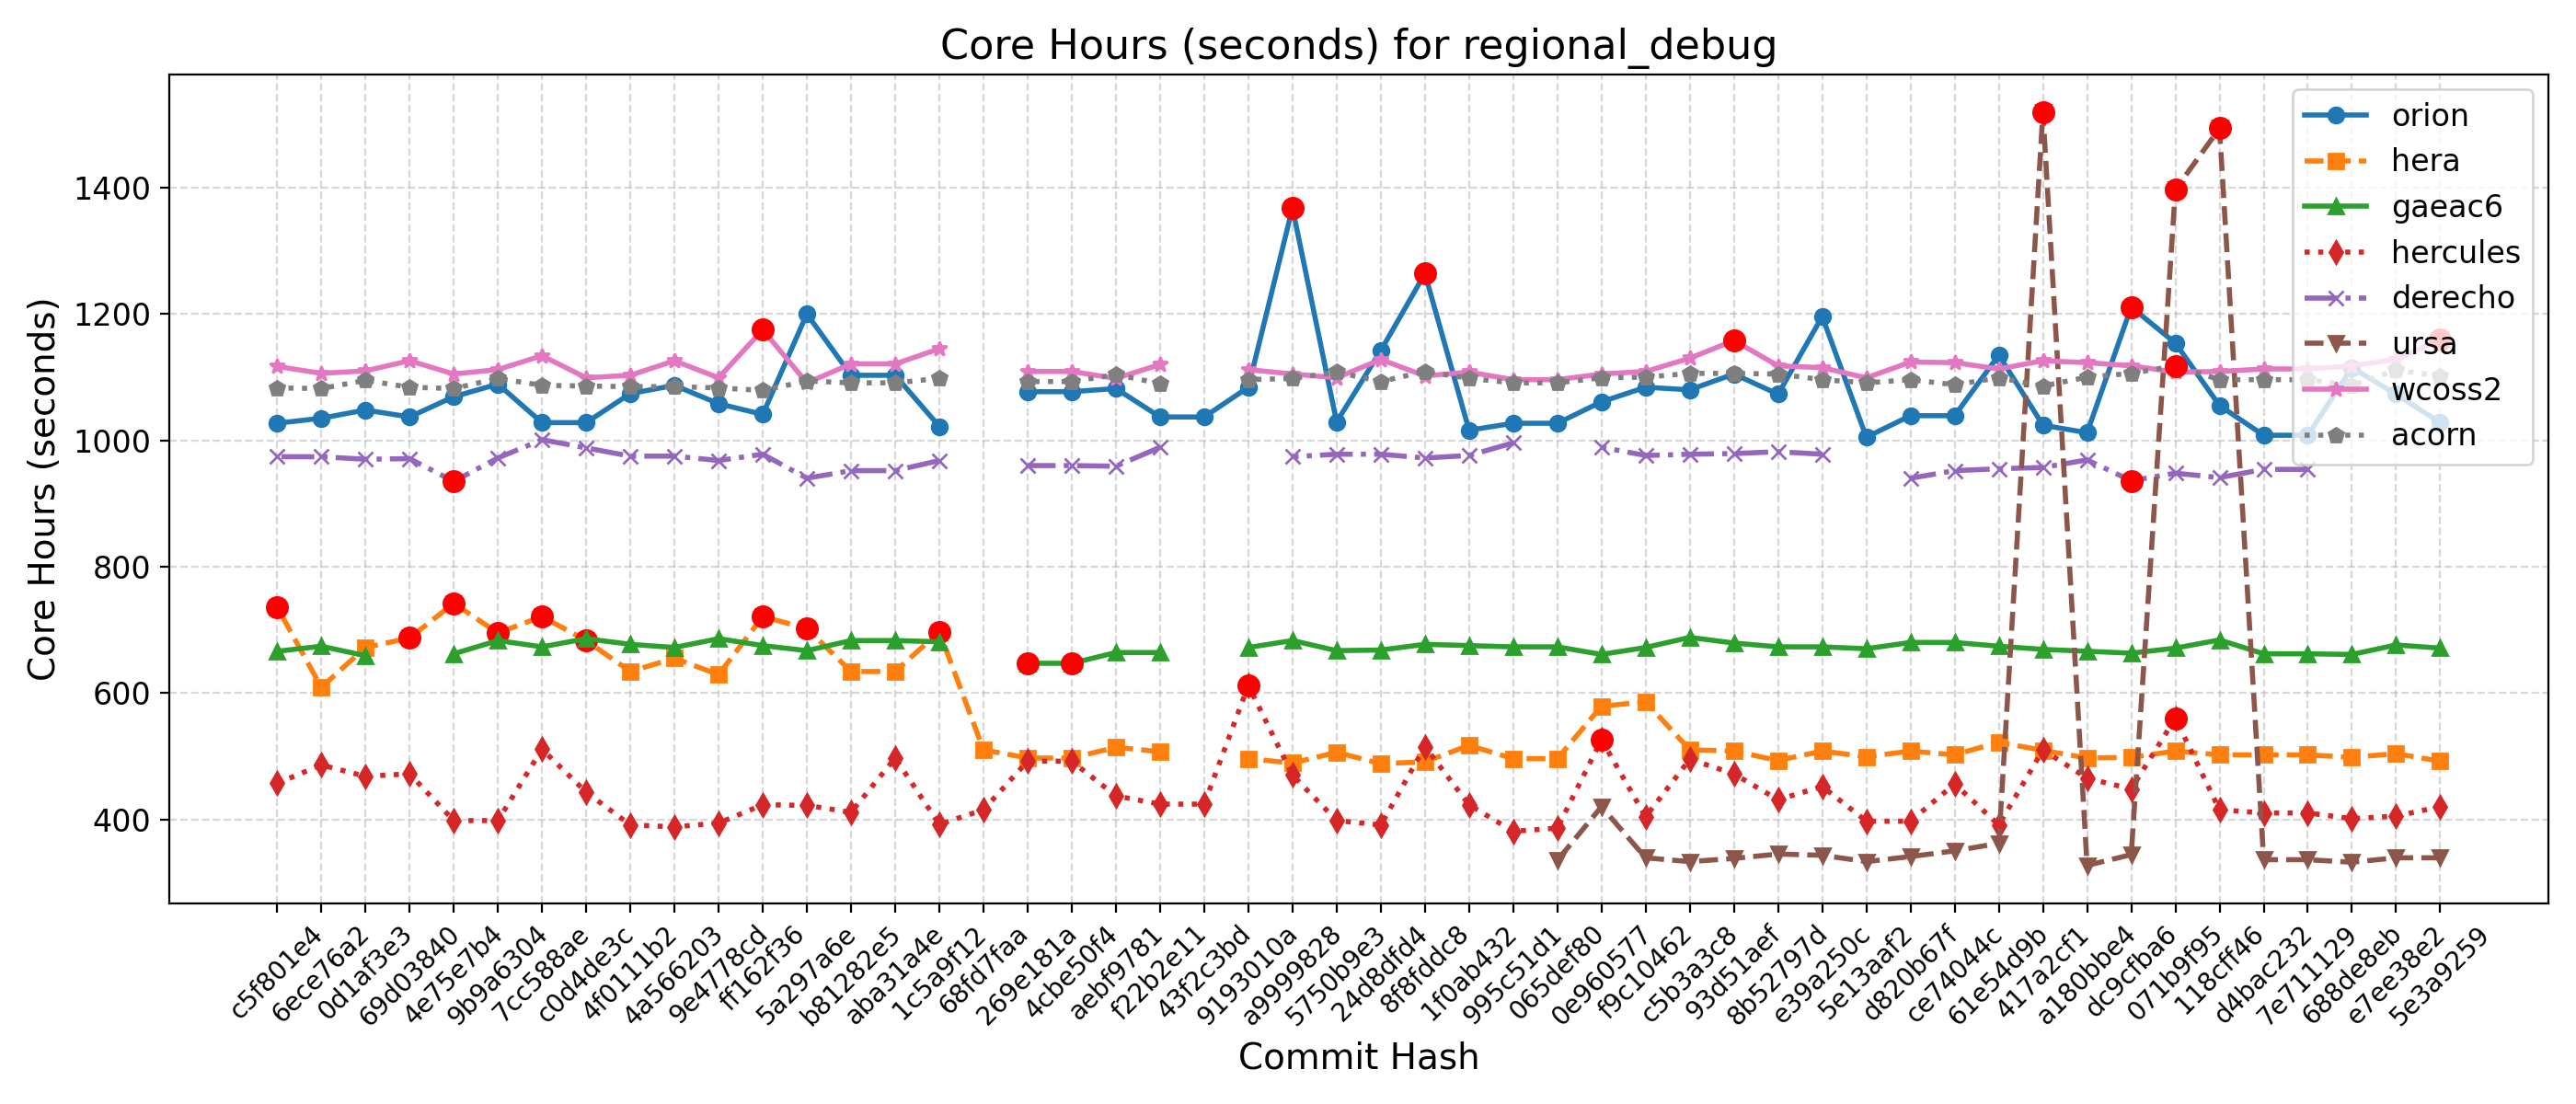 Core Hours (seconds) for regional_debug
Core Hours (seconds)
1400
1200
1000
800
600
400
orion
hera
gaeac6
hercules
derecho
ursa
wcoss2
acorn
c5f801e4
6ece76a2
0d1af3e3
69d03840
4e75e7b4
9b9a6304
7cc588ae
c0d4de3c
4f0111b2
4a566203
9e4778cd
ff162f36
5a297a6e
b81282e5
aba31a4e
1c5a9f12
68fd7faa
269e181a
4cbe50f4
aebf9781
f22b2e11
43f2c3bd
9193010a
a9999828
5750b9e3
24d8dfd4
8f8fddc8
1f0ab432
995c51d1
065def80
0e960577
f9c10462
c5b3a3c8
93d51aef
8b52797d
e39a250c
5e13aaf2
d820b67f
ce74044c
61e54d9b
417a2cf1
a180bbe4
dc9cfba6
071b9f95
118cff46
d4bac232
7e711129
688de8eb
e7ee38e2
5e3a9259
Commit Hash